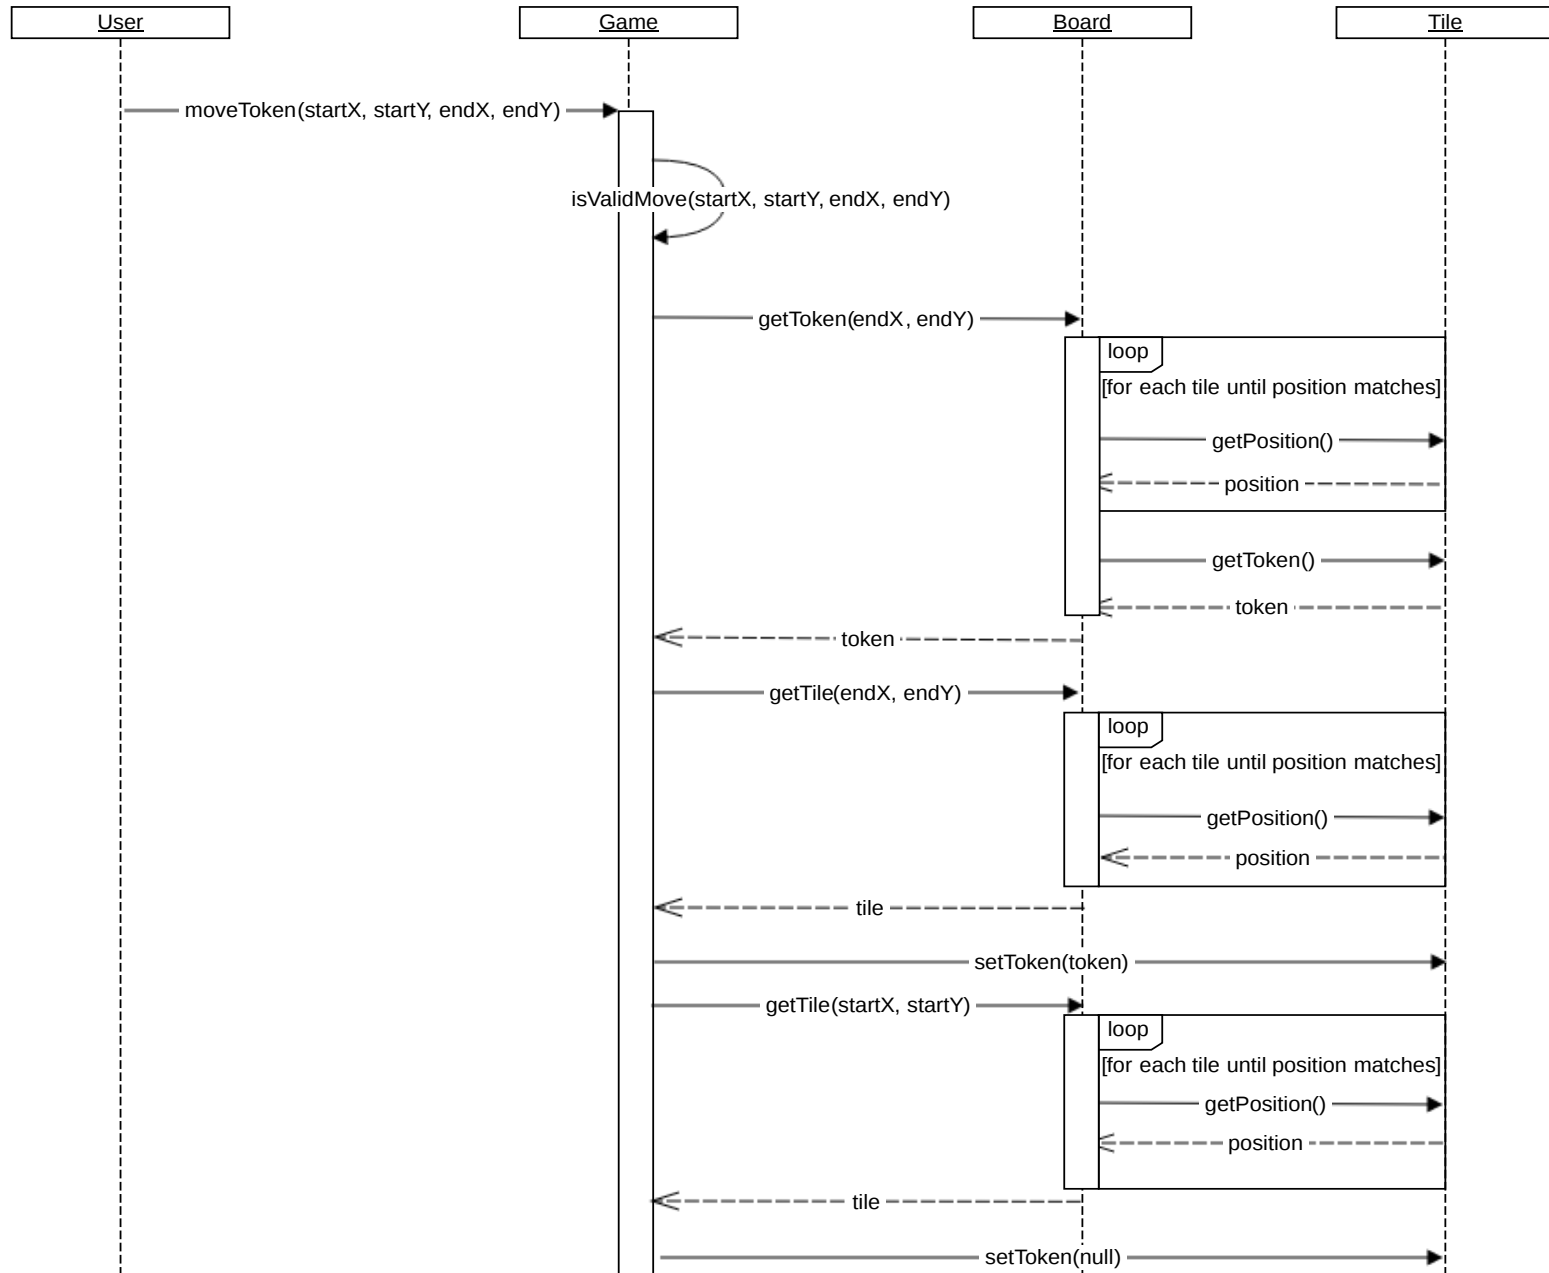 User
Game
Board
Tile
moveToken(startX, startY, endX, endY)
isValidMove(startX, startY, endX, endY)
getToken(endX, endY)
loop
[for each tile until position matches]
getPosition()
position
getToken()
token
token
getTile(endX, endY)
loop
[for each tile until position matches]
getPosition()
position
tile
setToken(token)
getTile(startX, startY)
loop
[for each tile until position matches]
getPosition()
position
tile
setToken(null)